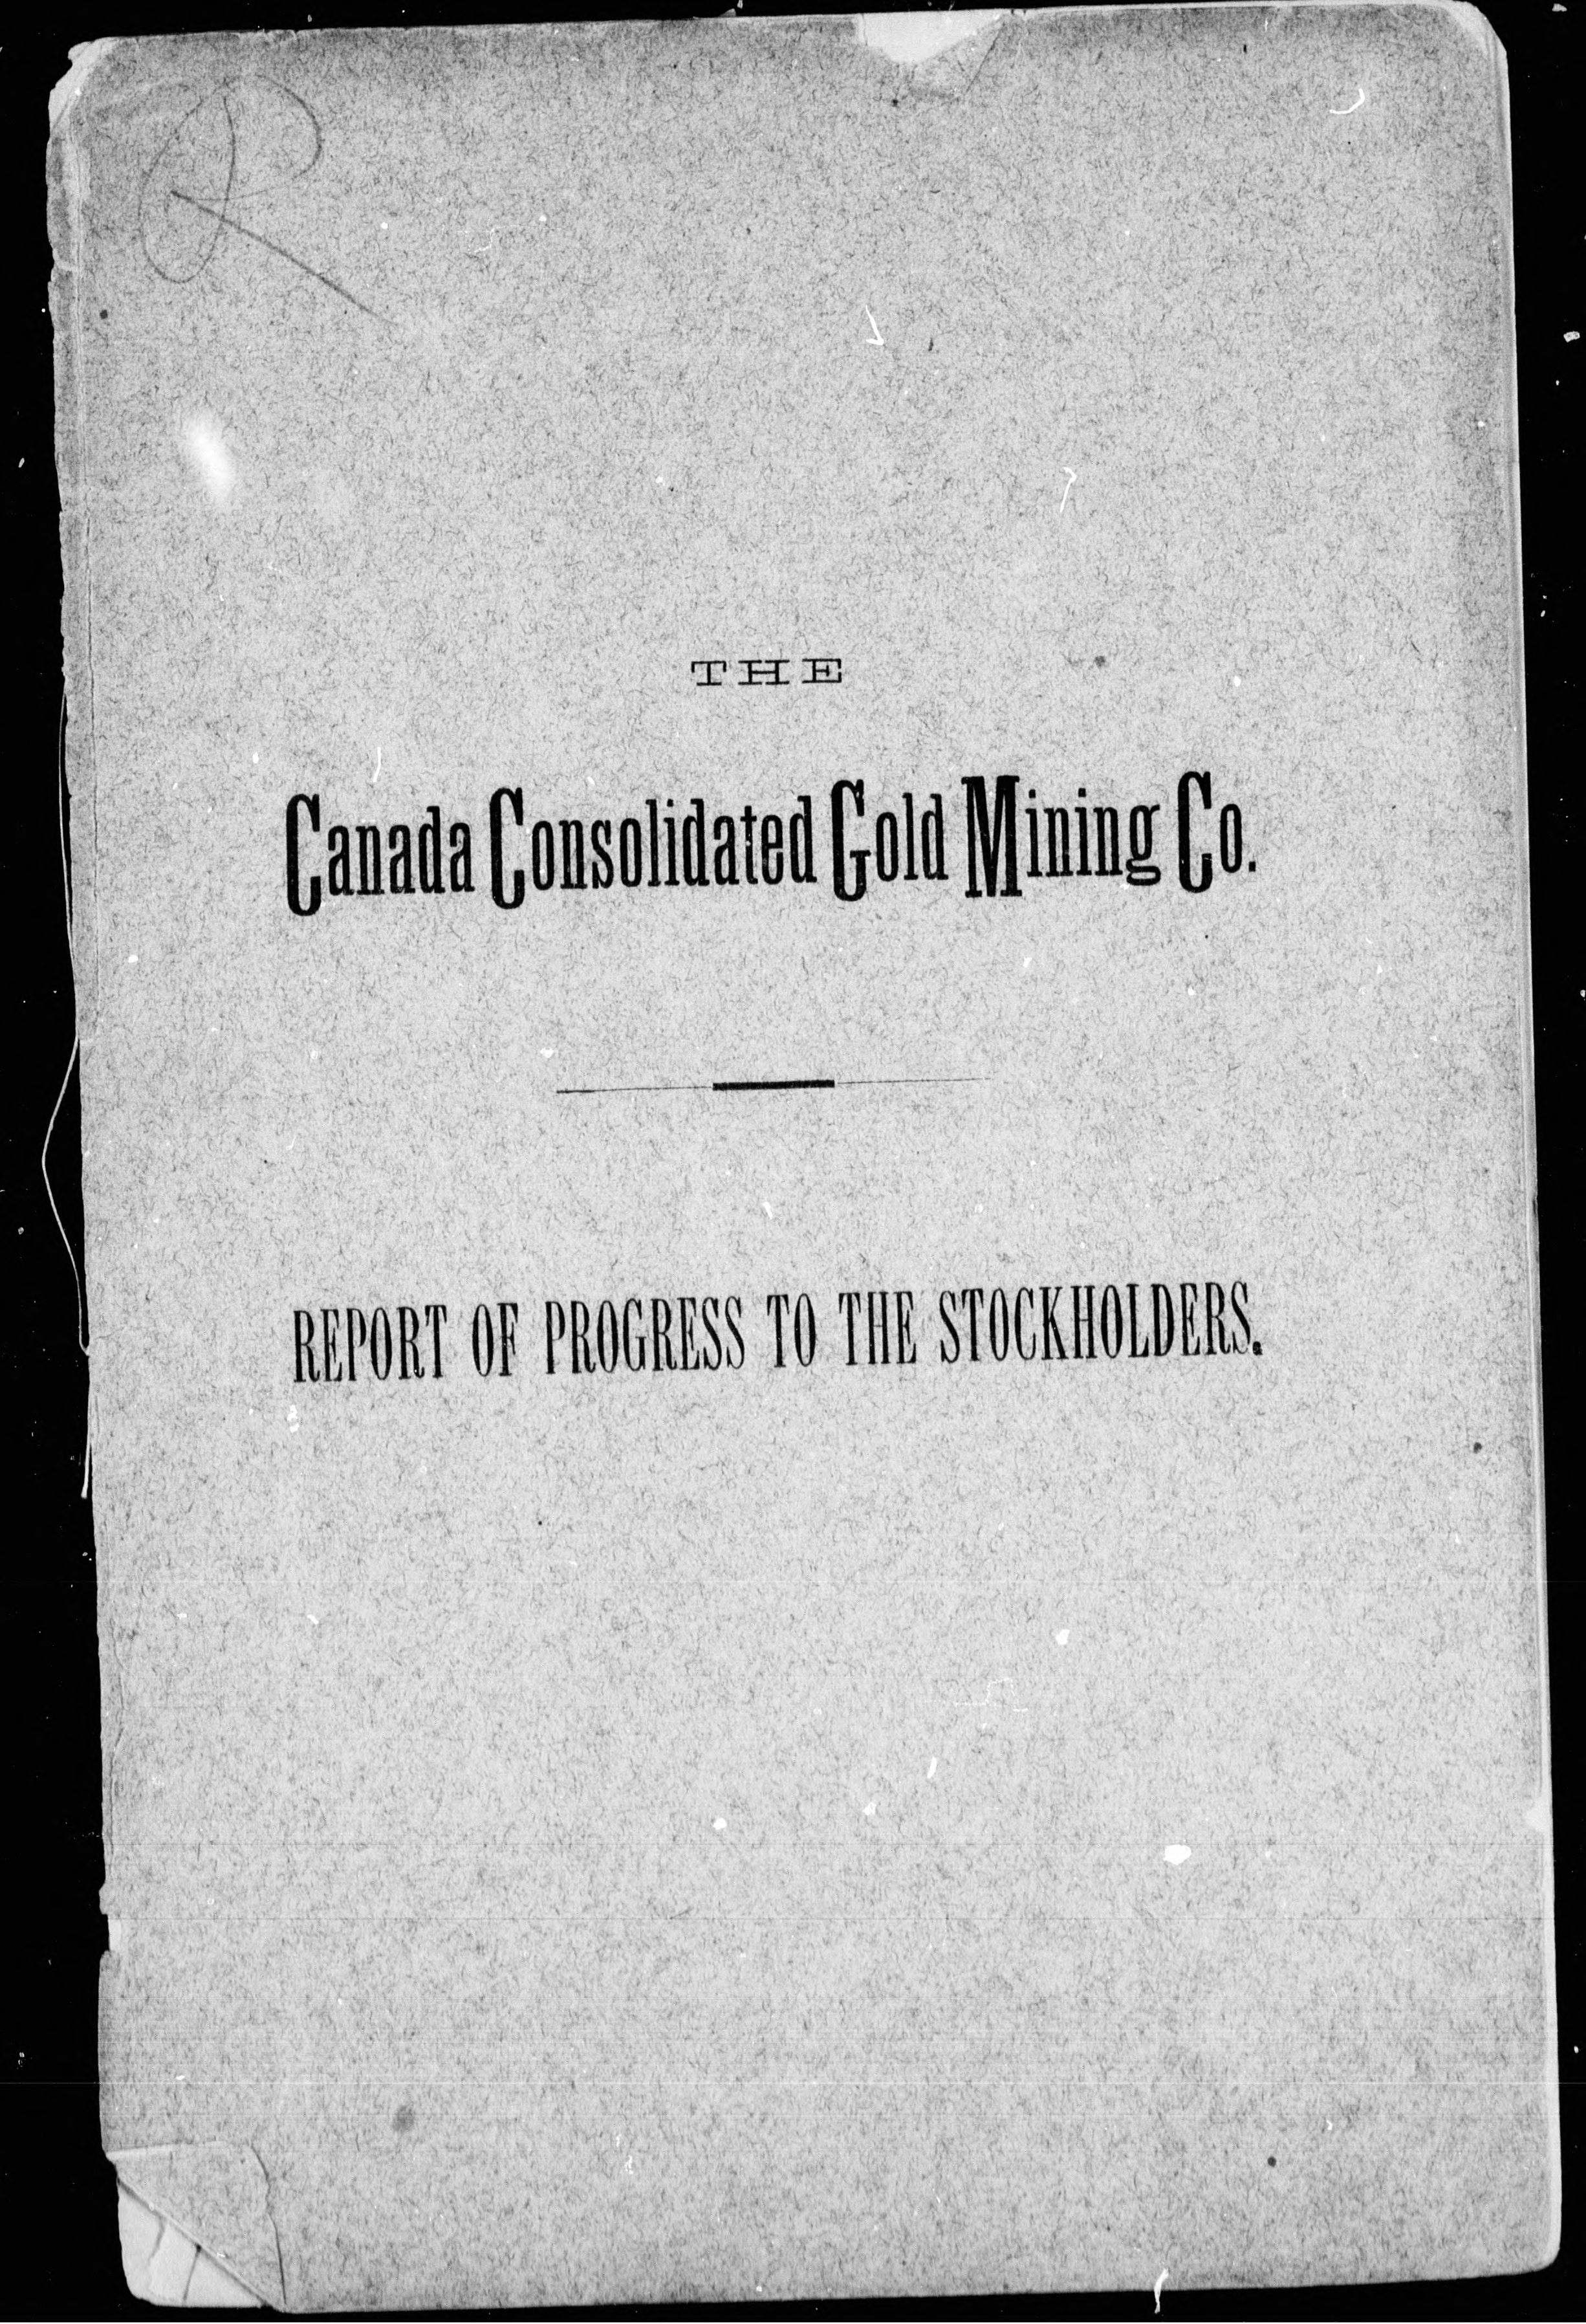 R
THE
Canada Consolidated Gold Mining Co.
REPORT OF PROGRESS TO THE STOCKHOLDERS.